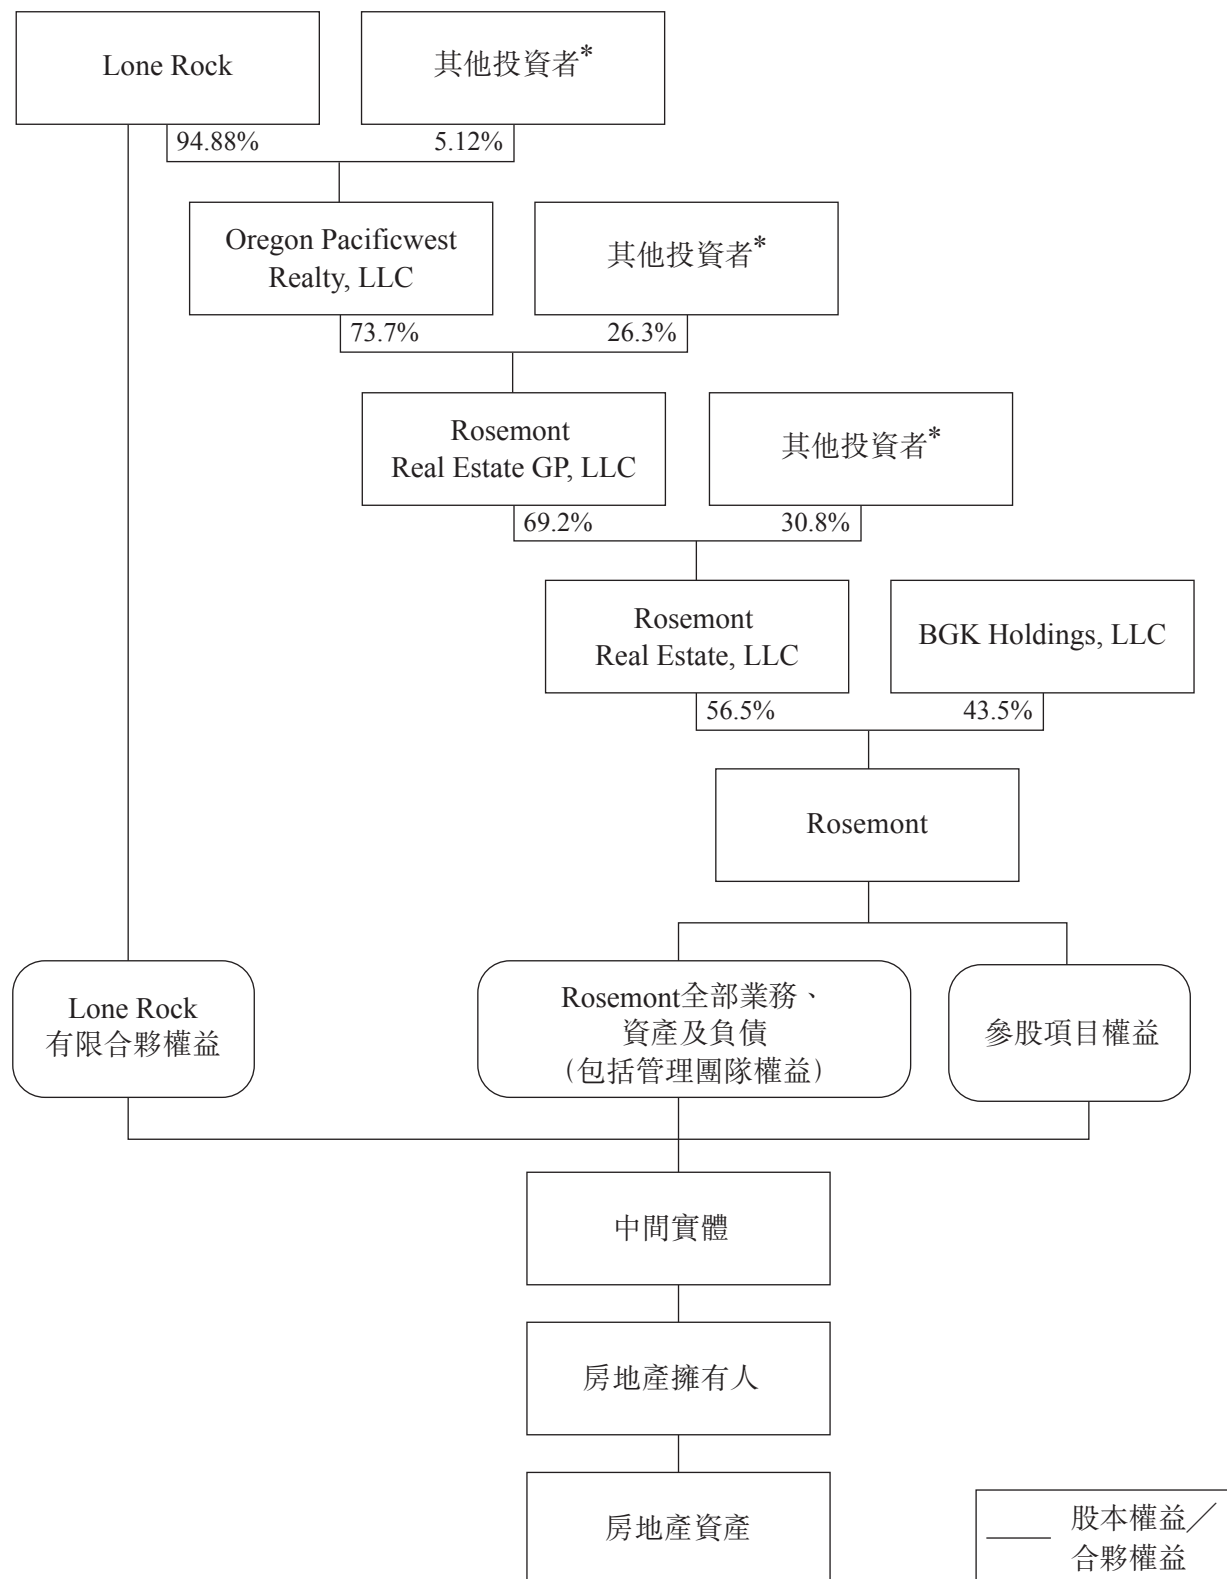 Lone Rock
其他投資者*
94.88%
5.12%
Oregon Pacificwest
Realty, LLC
其他投資者*
73.7%
26.3%
Rosemont
Real Estate GP, LLC
其他投資者*
69.2%
30.8%
Rosemont
Real Estate, LLC
BGK Holdings, LLC
56.5%
43.5%
Rosemont
Lone Rock
有限合夥權益
Rosemont全部業務、
資產及負債
(包括管理團隊權益)
參股項目權益
中間實體
房地產擁有人
房地產資產
股本權益／
合夥權益